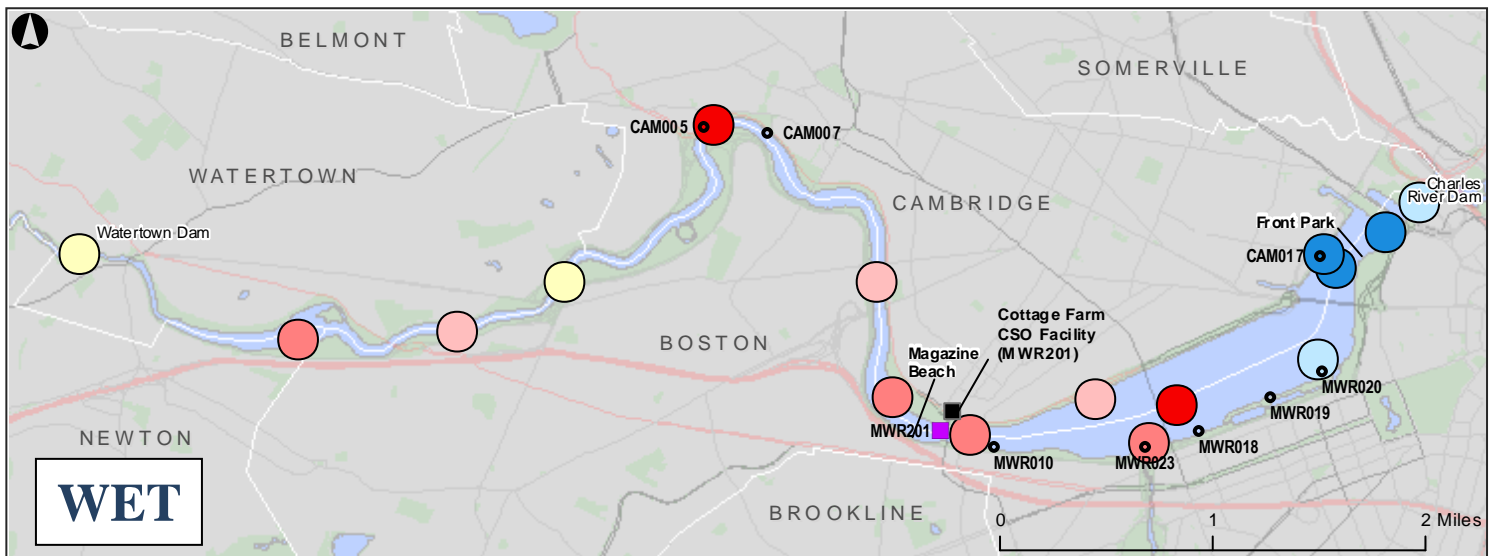 BELMONT
SOMERVILLE
CAM005
CAM007
WATERTOWN
CAMBRIDGE
Charles
River Dam
Watertown Dam
Front Park
CAM017
Cottage Farm
CSO Facility
(MWR201)
BOSTON
Magazine
Beach
MWR020
MWR019
MWR201
MWR018
NEWTON
MWR010
MWR023
WET
BROOKLINE
0 1 2 Miles